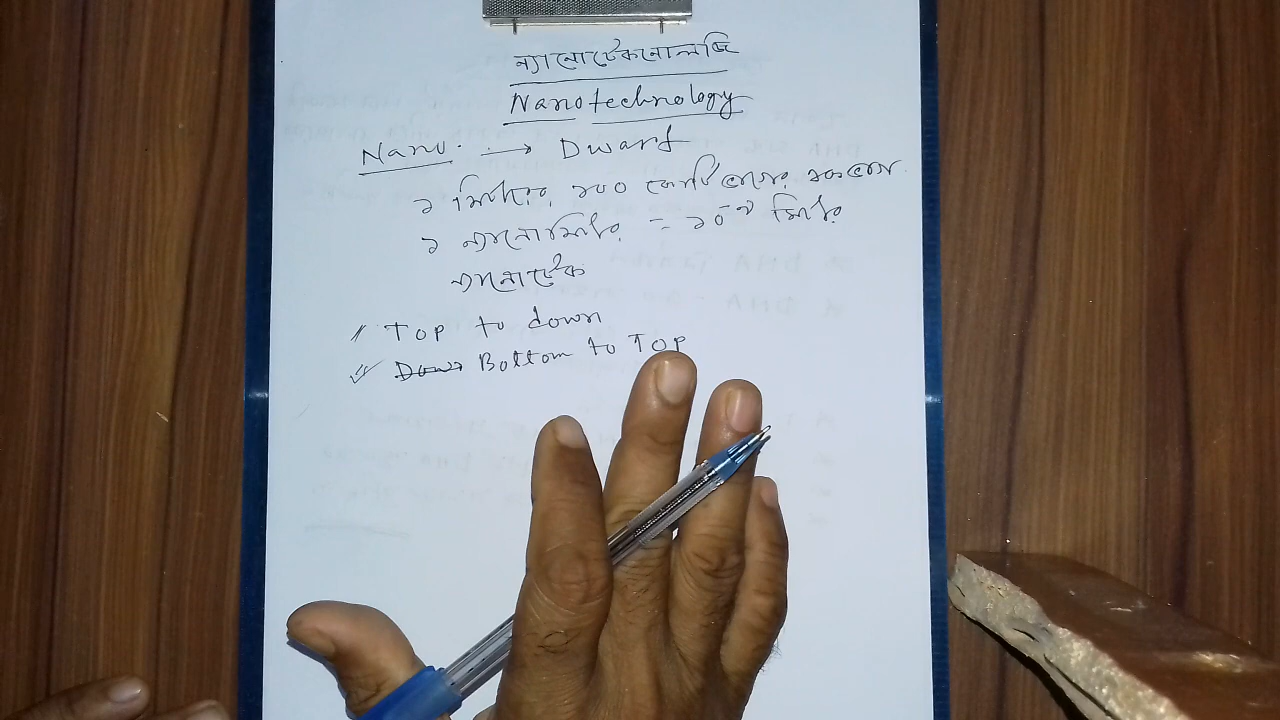 ন্যানোটেকনোলজি
Nanotechnology
Nano. → Dwarf
১ মিটারের ১০০ কোটি ভাগের একভাগ.
১ ন্যানোমিটার = ১০⁻⁹ মিটার
ন্যানোটেক
Top to down
Bottom to Top